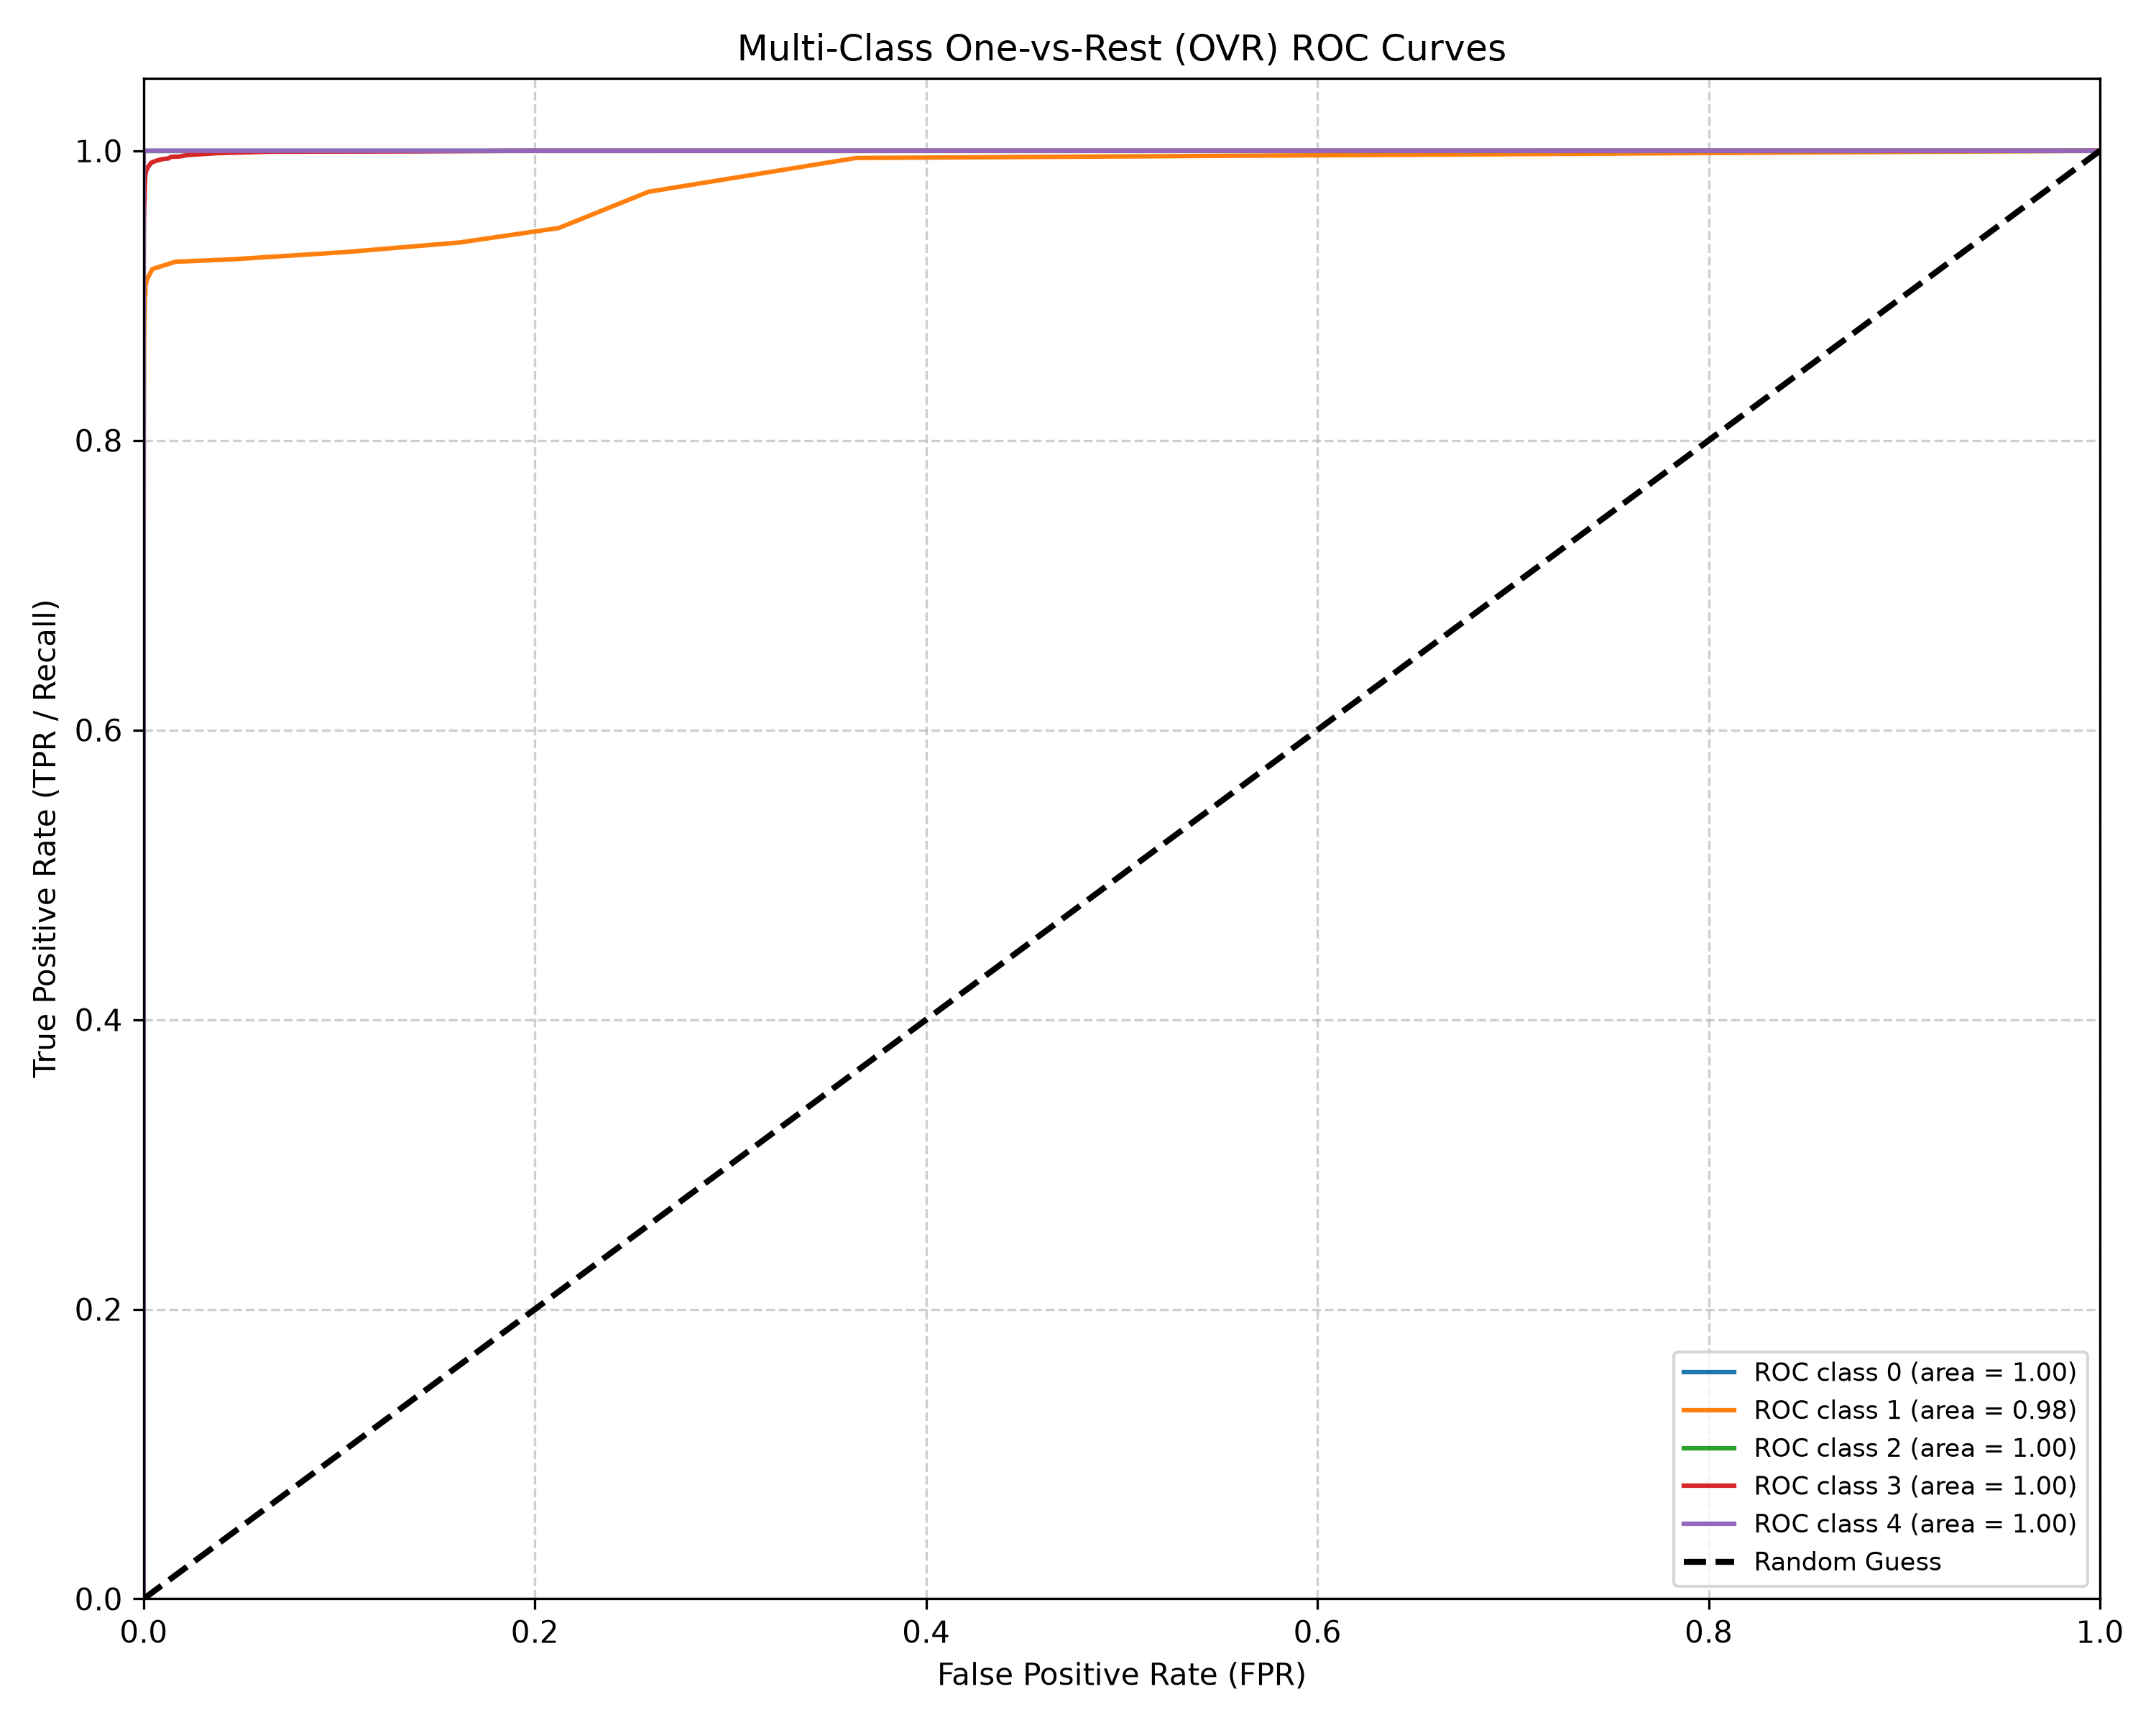 Multi-Class One-vs-Rest (OVR) ROC Curves
True Positive Rate (TPR / Recall)
1.0
0.8
0.6
0.4
0.2
0.0
0.0 0.2 0.4 0.6 0.8 1.0
False Positive Rate (FPR)
ROC class 0 (area = 1.00)
ROC class 1 (area = 0.98)
ROC class 2 (area = 1.00)
ROC class 3 (area = 1.00)
ROC class 4 (area = 1.00)
Random Guess